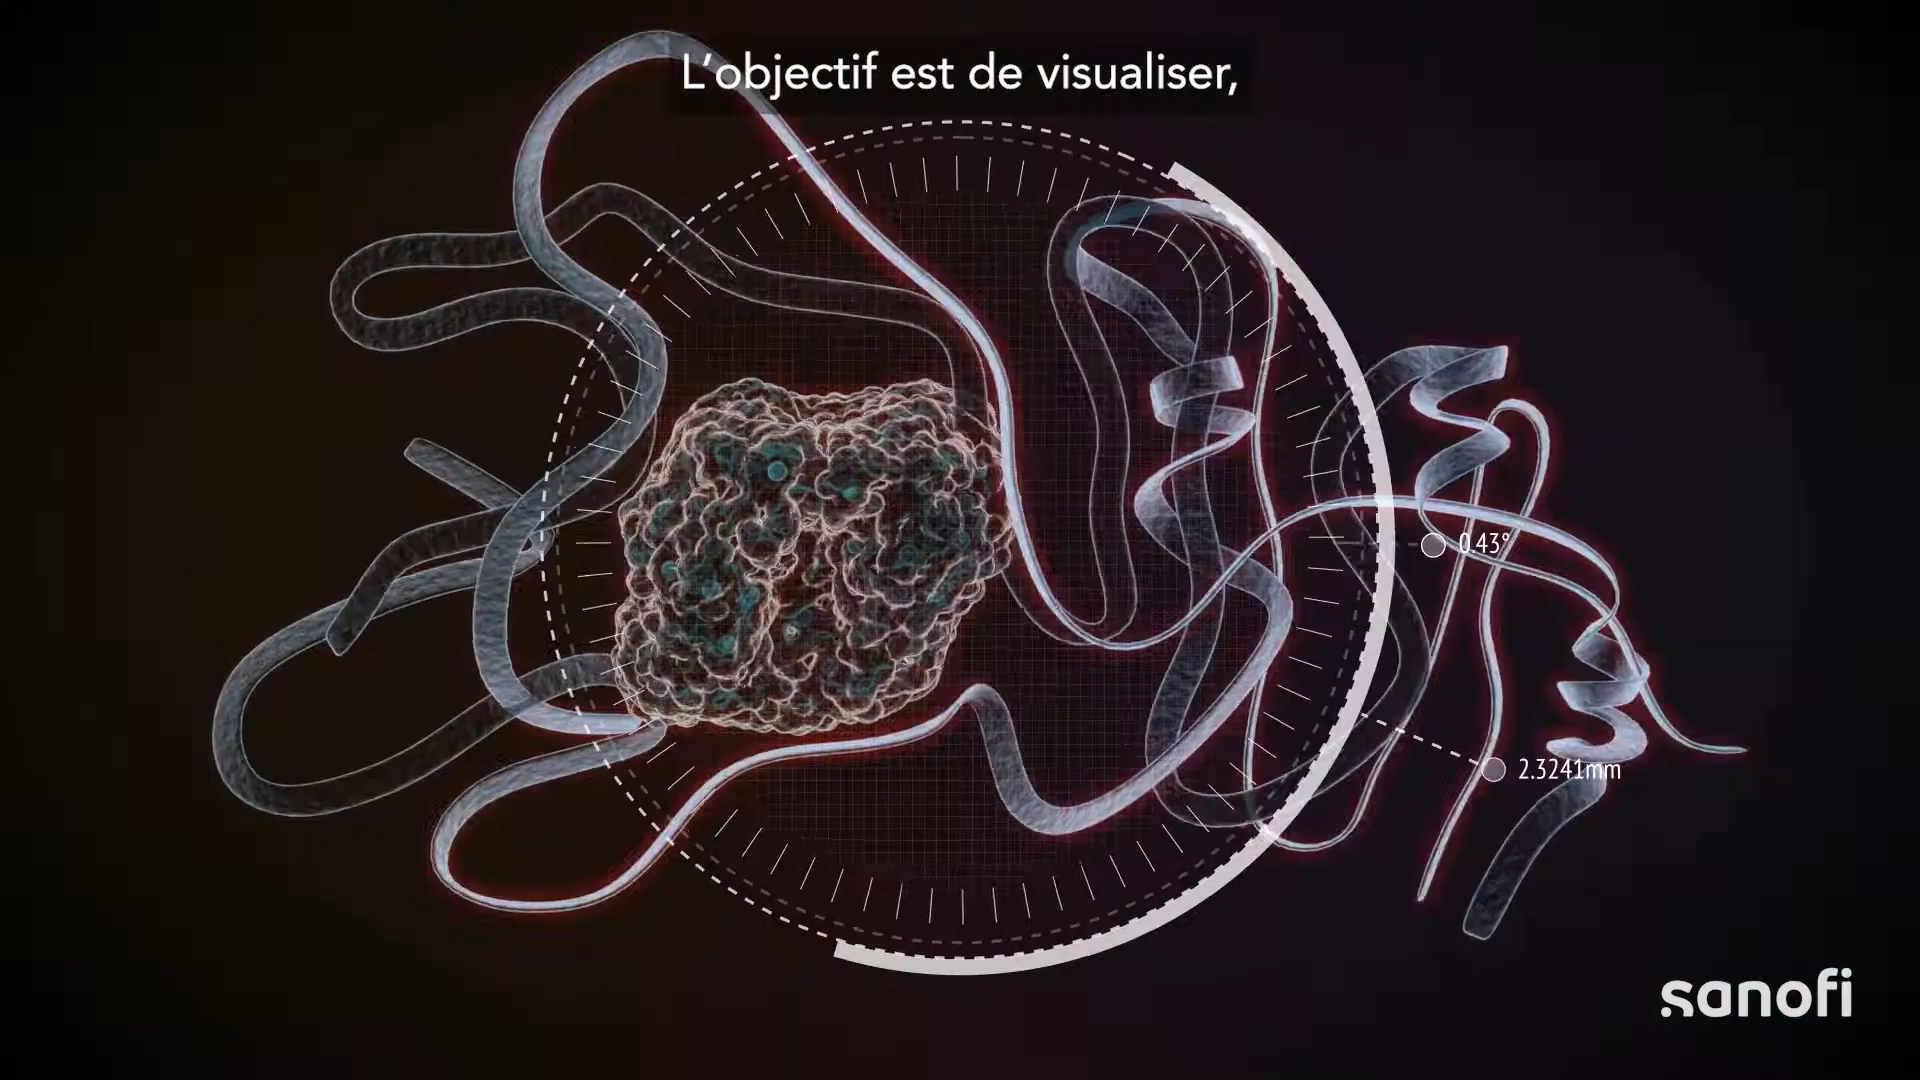 L’objectif est de visualiser,
0.43°
2.3241mm
sanofi